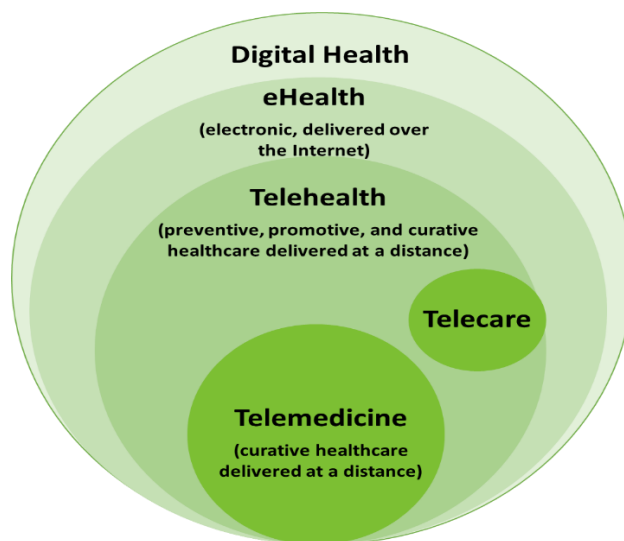 Digital Health
eHealth
(electronic, delivered over
the Internet)
Telehealth
(preventive, promotive, and curative
healthcare delivered at a distance)
Telecare
Telemedicine
(curative healthcare
delivered at a distance)